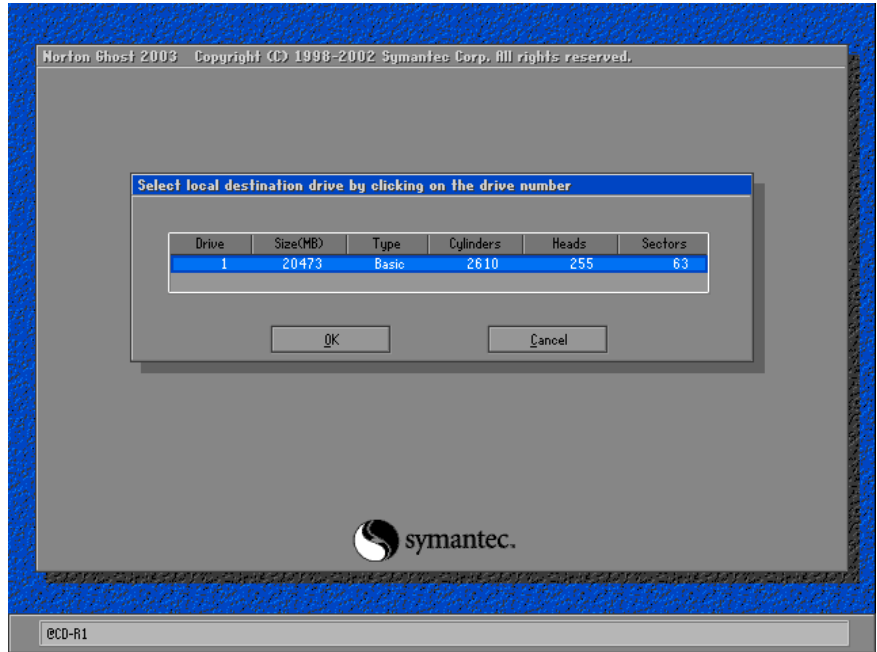 Norton Ghost 2003 Copyright (C) 1998-2002 Symantec Corp. All rights reserved.
Select local destination drive by clicking on the drive number
Drive Size(MB) Type Cylinders Heads Sectors
1 20473 Basic 2610 255 63
OK Cancel
symantec.
@CD-R1